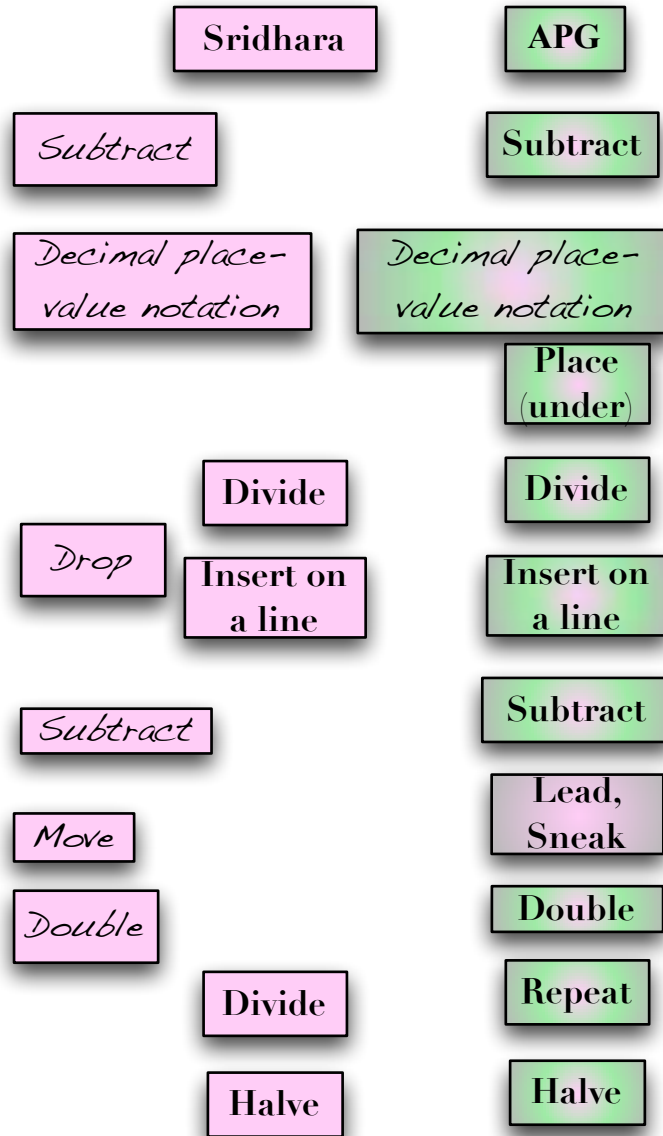 Sridhara APG
Subtract Subtract
Decimal place-
value notation
Decimal place-
value notation
Place
(under)
Divide Divide
Drop
Insert on
a line
Insert on
a line
Subtract Subtract
Lead,
Sneak
Move
Double Double
Divide Repeat
Halve Halve